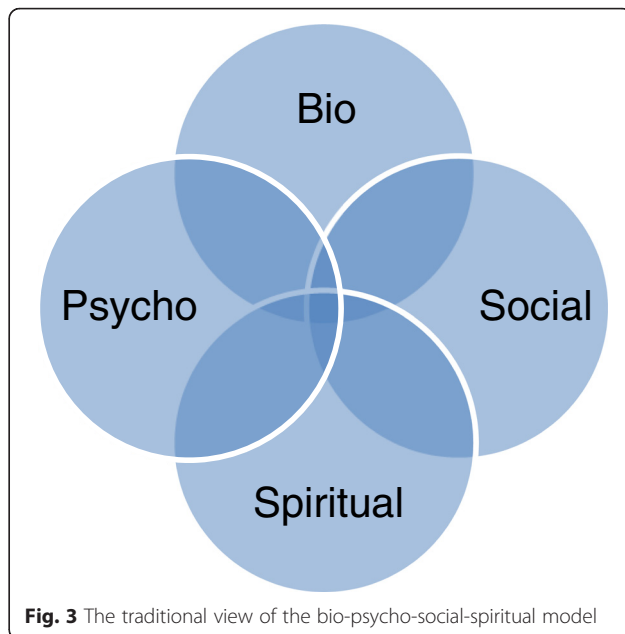 Bio
Psycho
Social
Spiritual
Fig. 3 The traditional view of the bio-psycho-social-spiritual model